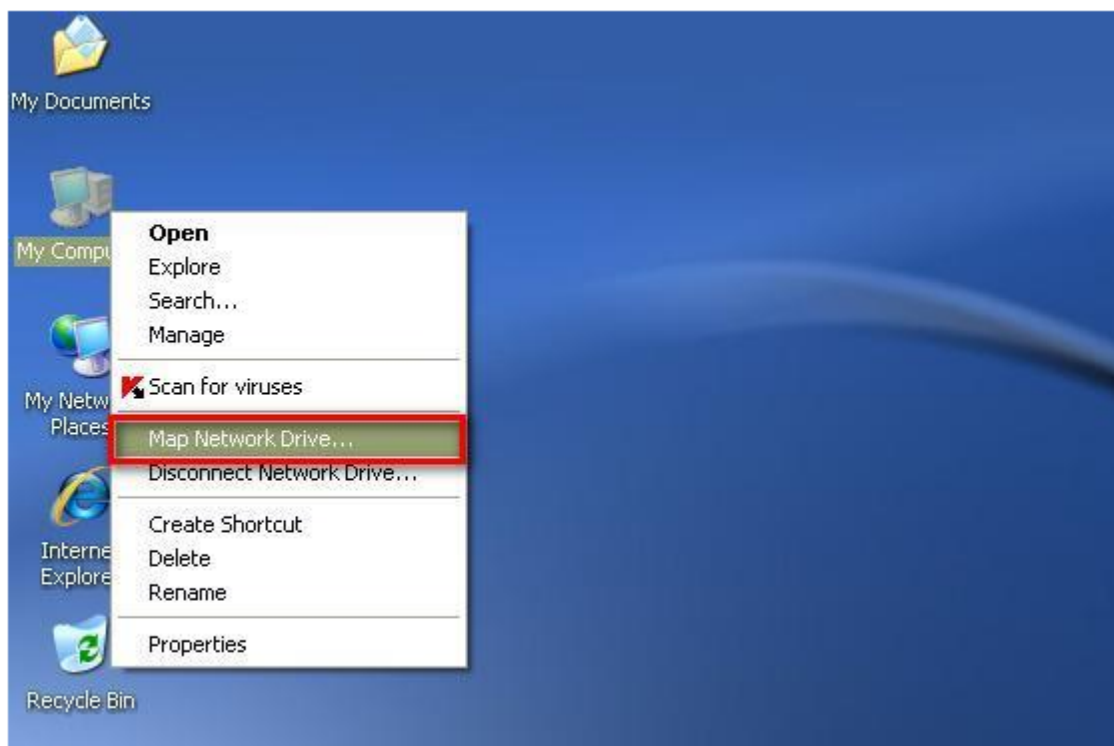 My Documents
My Compu
My Netw
Places
Interne
Explore
Recycle Bin
Open
Explore
Search...
Manage
Scan for viruses
Map Network Drive...
Disconnect Network Drive...
Create Shortcut
Delete
Rename
Properties